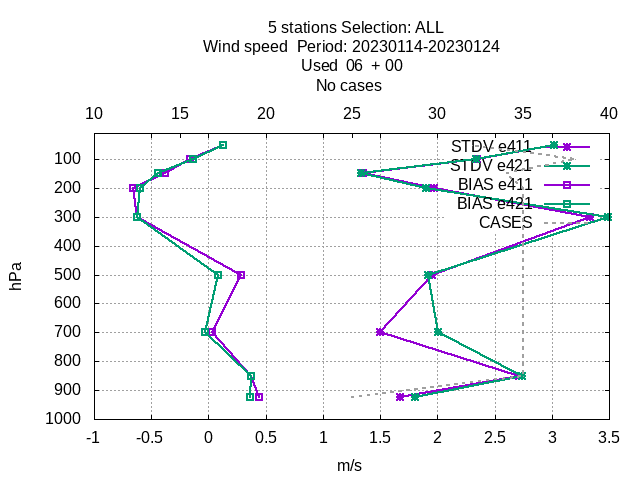 5 stations Selection: ALL
Wind speed  Period: 20230114-20230124
Used  06  + 00
No cases
10 15 20 25 30 35 40
STDV e411
STDV e421
BIAS e411
BIAS e421
CASES
hPa
100
200
300
400
500
600
700
800
900
1000
-1 -0.5 0 0.5 1 1.5 2 2.5 3 3.5
m/s